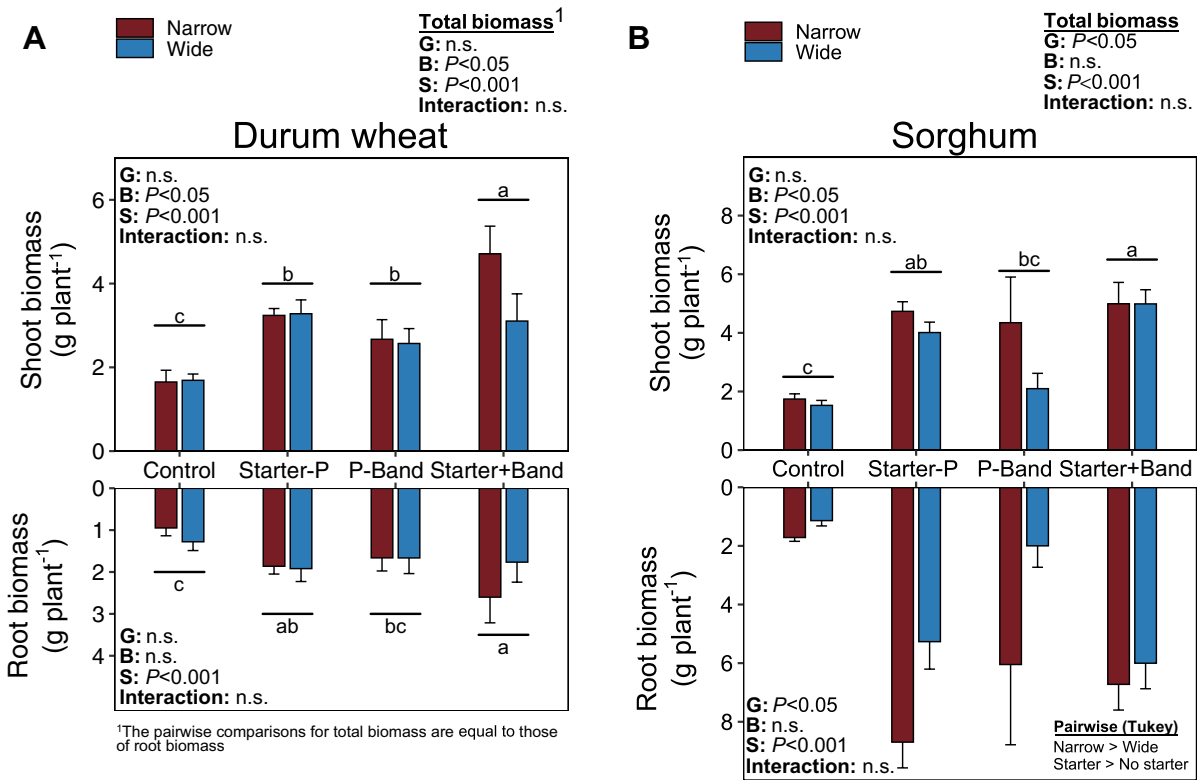 A
Narrow
Wide
Total biomass¹
G: n.s.
B: P<0.05
S: P<0.001
Interaction: n.s.
Durum wheat
G: n.s.
B: P<0.05
S: P<0.001
Interaction: n.s.
Shoot biomass
(g plant⁻¹)
6
4
2
0
c
b
b
a
Control
Starter-P
P-Band
Starter+Band
Root biomass
(g plant⁻¹)
0
1
2
3
4
c
ab
bc
a
G: n.s.
B: n.s.
S: P<0.001
Interaction: n.s.
¹The pairwise comparisons for total biomass are equal to those
of root biomass
B
Narrow
Wide
Total biomass
G: P<0.05
B: n.s.
S: P<0.001
Interaction: n.s.
Sorghum
G: n.s.
B: P<0.05
S: P<0.001
Interaction: n.s.
Shoot biomass
(g plant⁻¹)
8
6
4
2
0
c
ab
bc
a
Control
Starter-P
P-Band
Starter+Band
Root biomass
(g plant⁻¹)
0
2
4
6
8
G: P<0.05
B: n.s.
S: P<0.001
Interaction: n.s.
Pairwise (Tukey)
Narrow > Wide
Starter > No starter